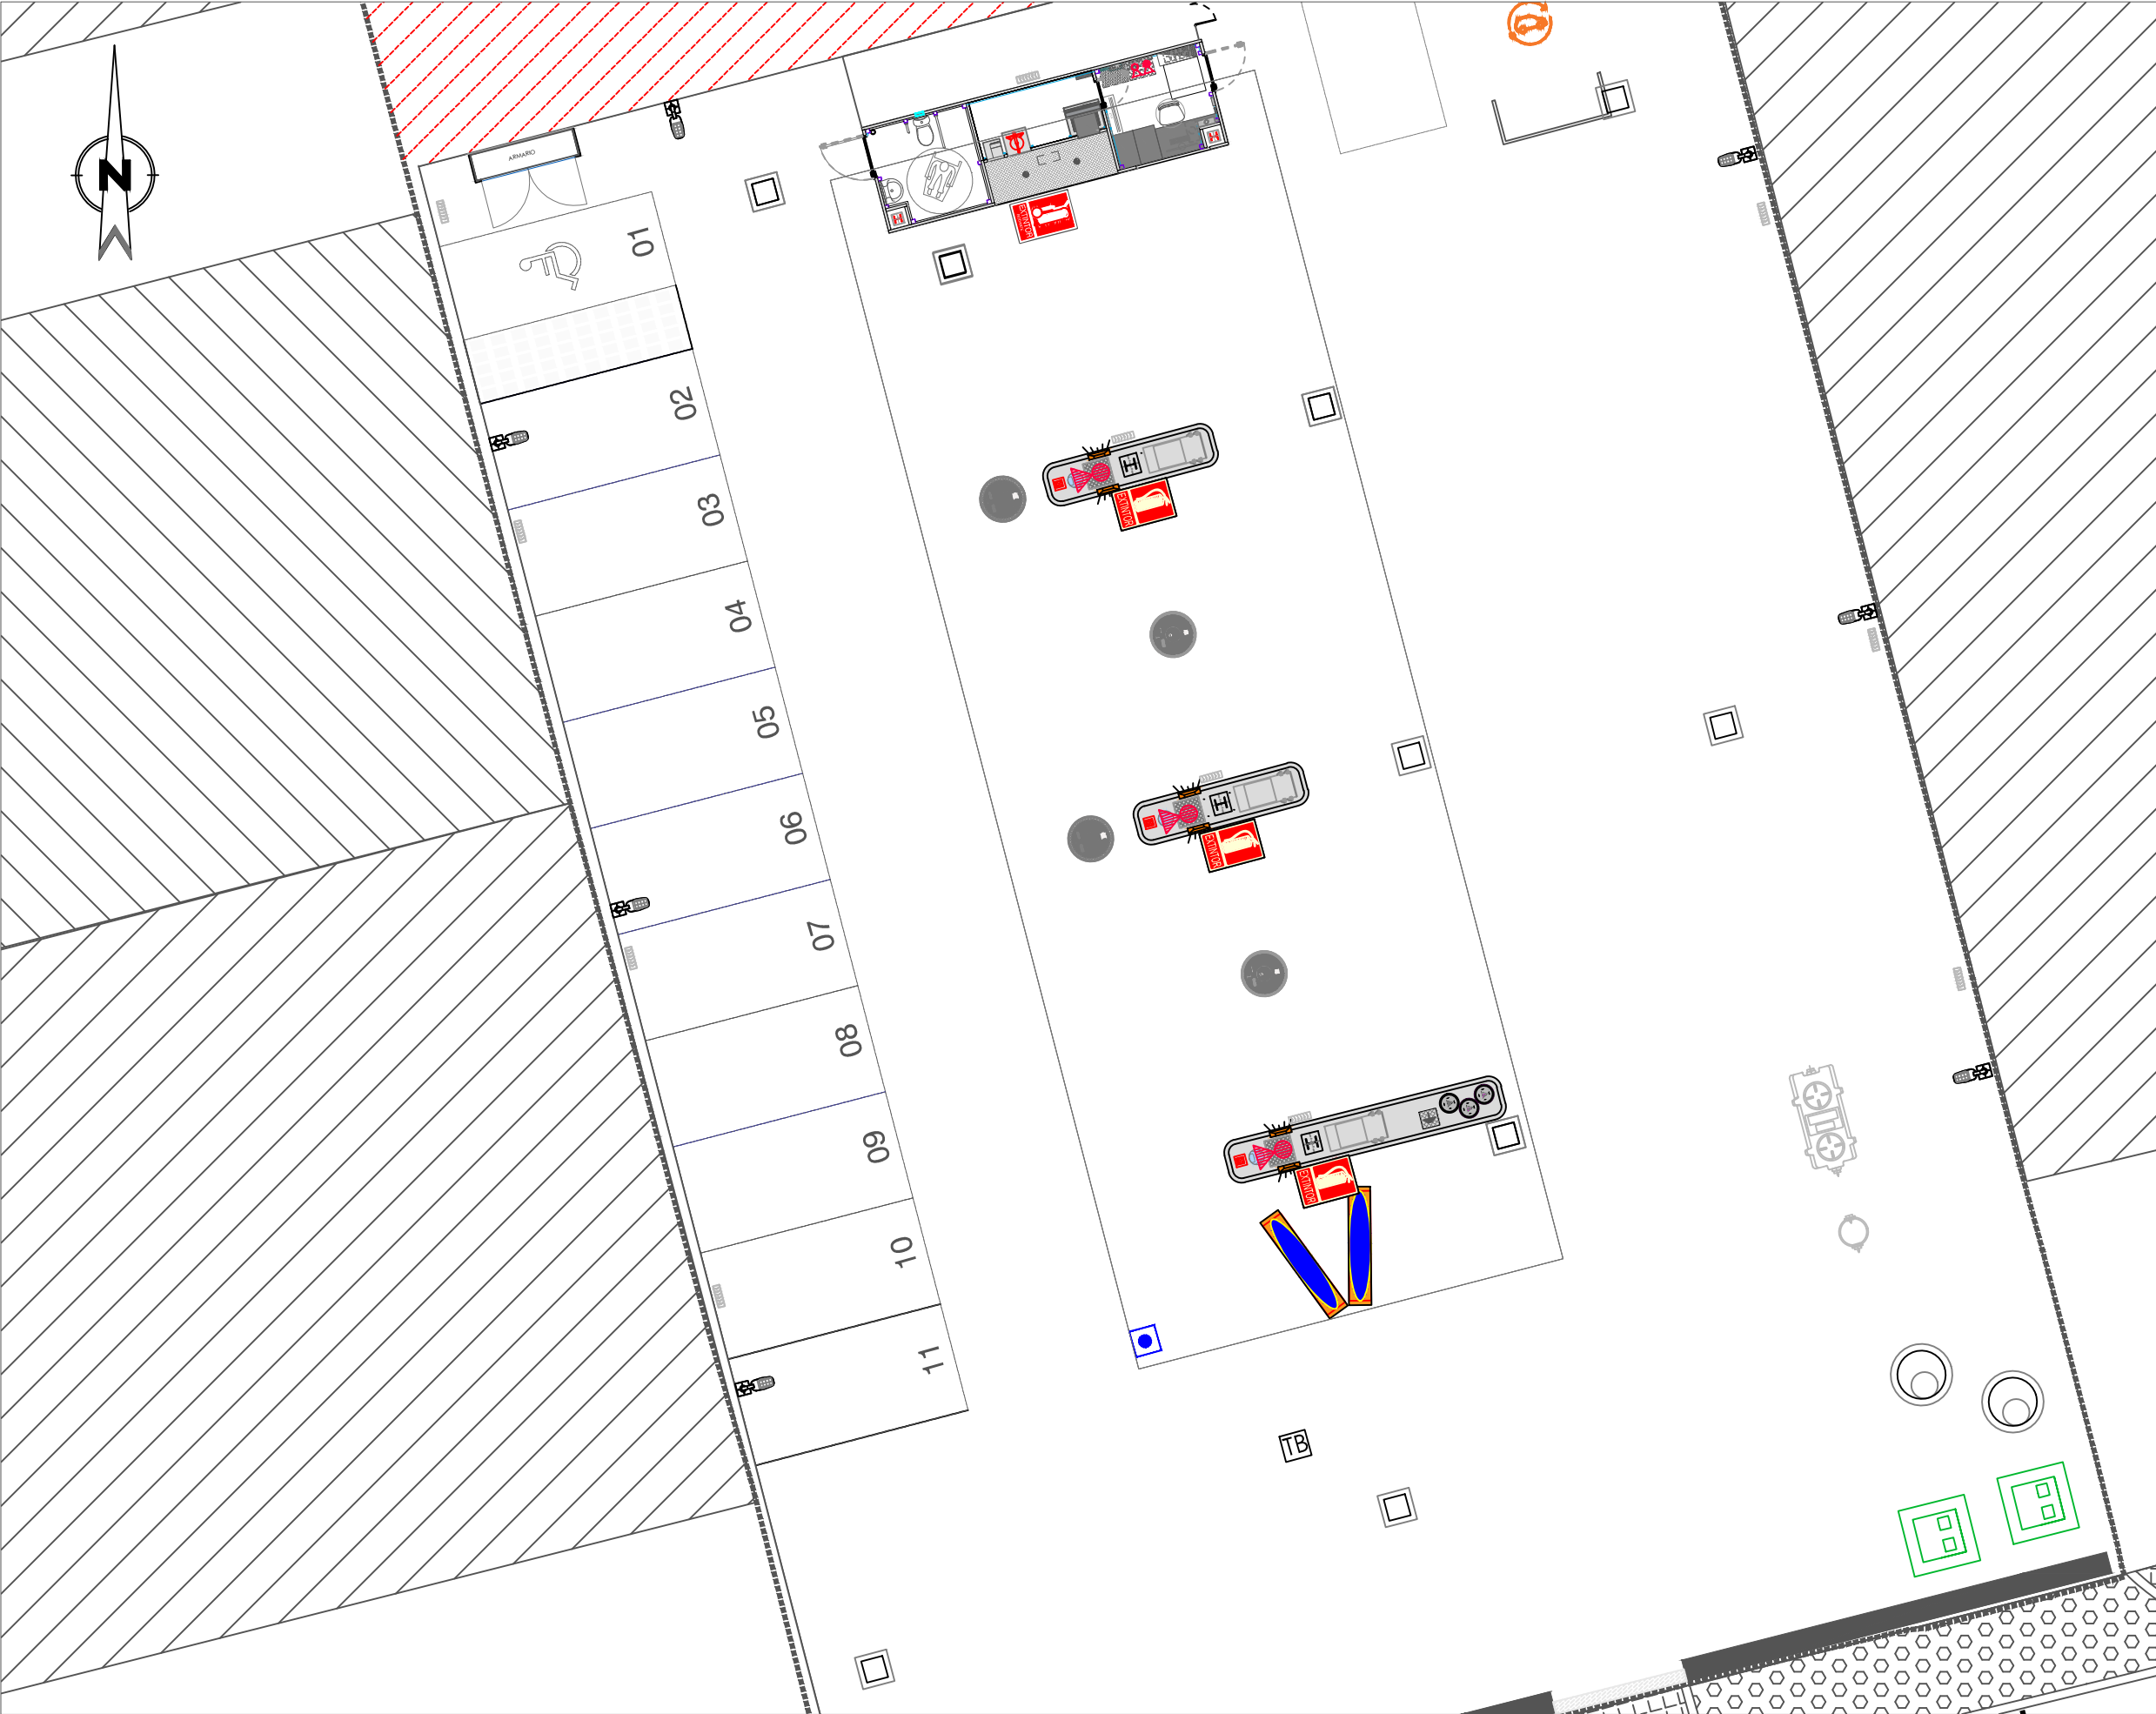 N
ARMARIO
H
H
EXTINTOR
01
02
03
04
05
06
07
08
09
10
11
H
EXTINTOR
H
EXTINTOR
H
EXTINTOR
TB